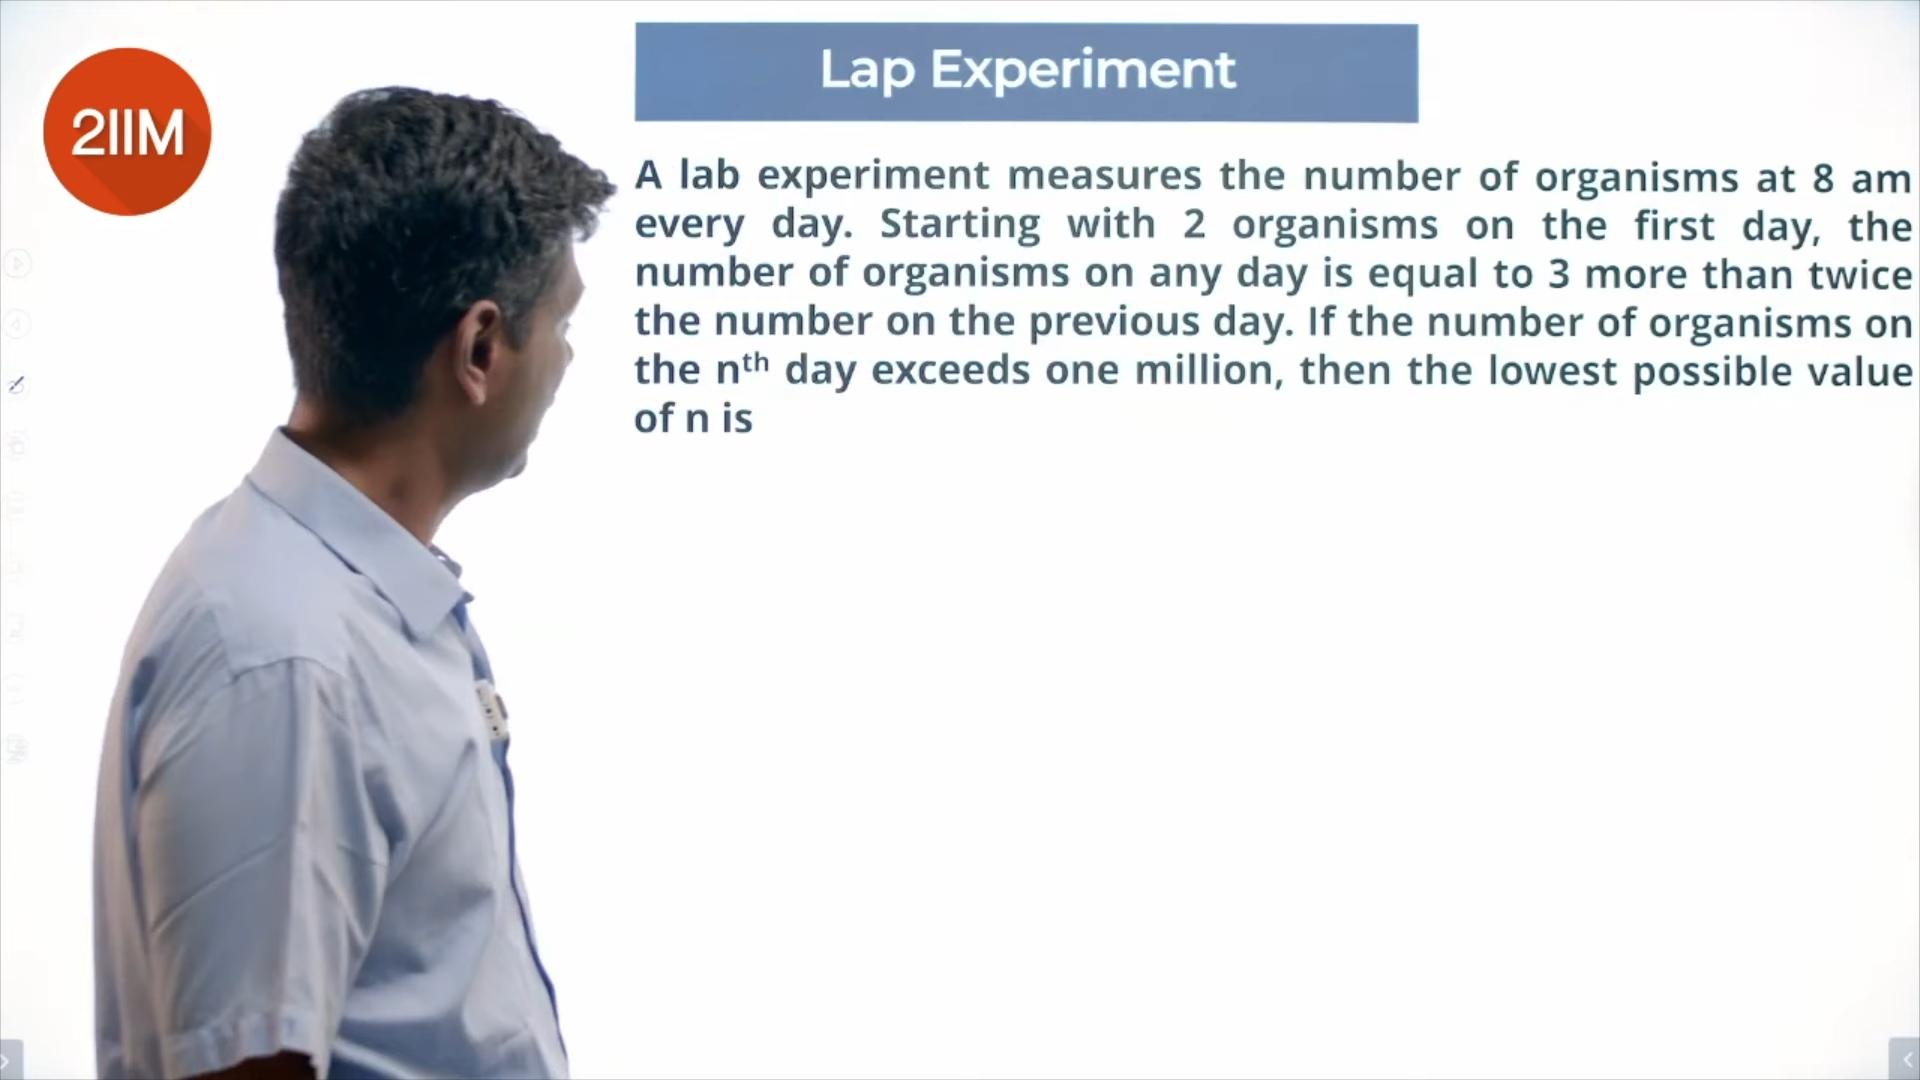 2IIM
Lap Experiment
A lab experiment measures the number of organisms at 8 am
every day. Starting with 2 organisms on the first day, the
number of organisms on any day is equal to 3 more than twice
the number on the previous day. If the number of organisms on
the nth day exceeds one million, then the lowest possible value
of n is